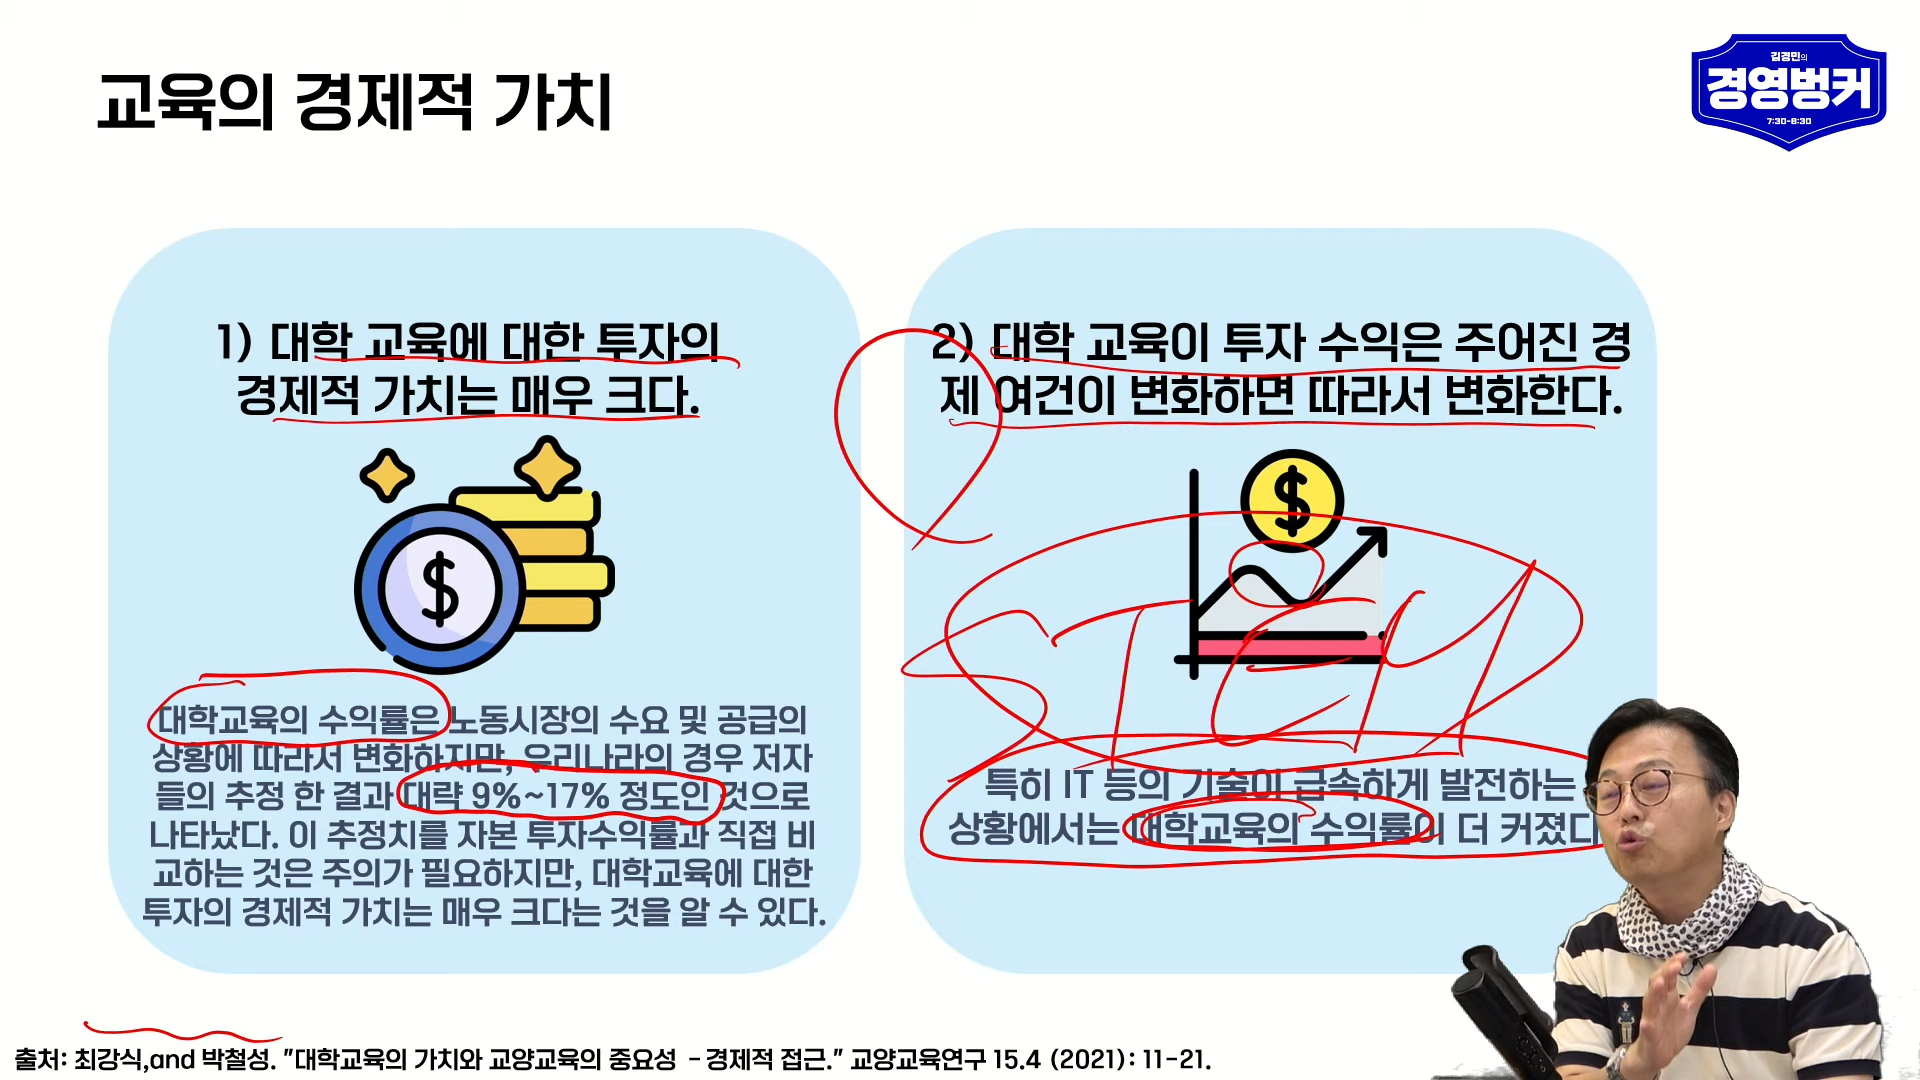 교육의 경제적 가치
김경민의
경영벙커
7:30-8:30
1) 대학 교육에 대한 투자의
경제적 가치는 매우 크다.
대학교육의 수익률은 노동시장의 수요 및 공급의
상황에 따라서 변화하지만, 우리나라의 경우 저자
들의 추정 한 결과 대략 9%~17% 정도인 것으로
나타났다. 이 추정치를 자본 투자수익률과 직접 비
교하는 것은 주의가 필요하지만, 대학교육에 대한
투자의 경제적 가치는 매우 크다는 것을 알 수 있다.
2) 대학 교육이 투자 수익은 주어진 경
제 여건이 변화하면 따라서 변화한다.
STEM
특히 IT 등의 기술이 급속하게 발전하는
상황에서는 대학교육의 수익률이 더 커졌다
출처: 최강식,and 박철성. "대학교육의 가치와 교양교육의 중요성 - 경제적 접근." 교양교육연구 15.4 (2021): 11-21.